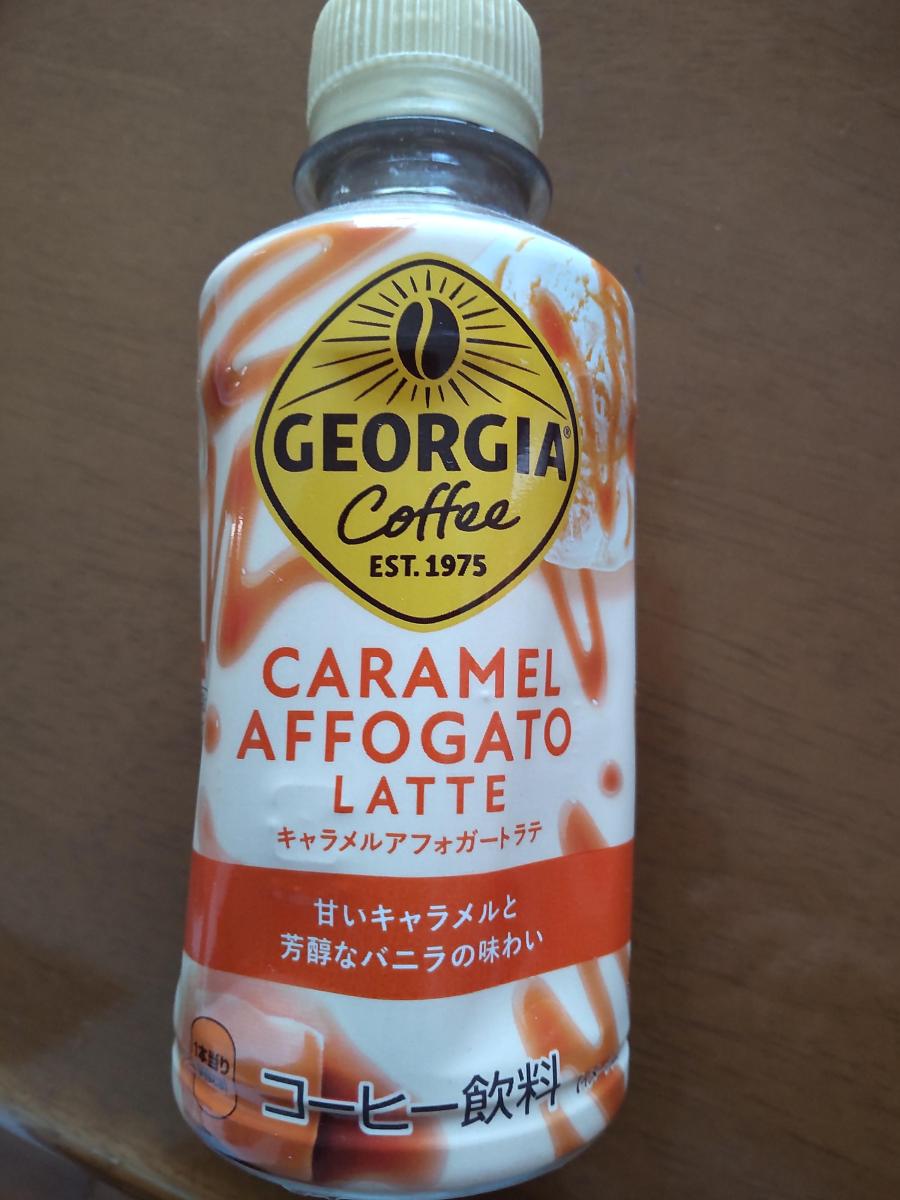 GEORGIA®
Coffee
EST. 1975
CARAMEL
AFFOGATO
LATTE
キャラメルアフォガートラテ
甘いキャラメルと
芳醇なバニラの味わい
1本当り
コーヒー飲料